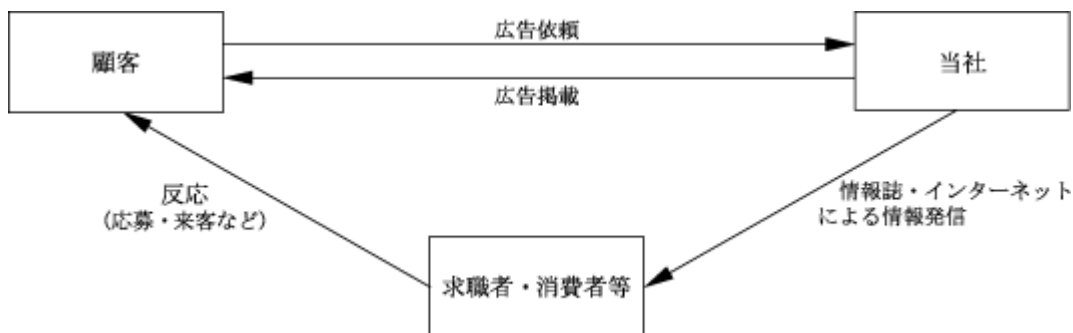 広告依頼
顧客
当社
広告掲載
反応
(応募・来客など)
情報誌・インターネット
による情報発信
求職者・消費者等